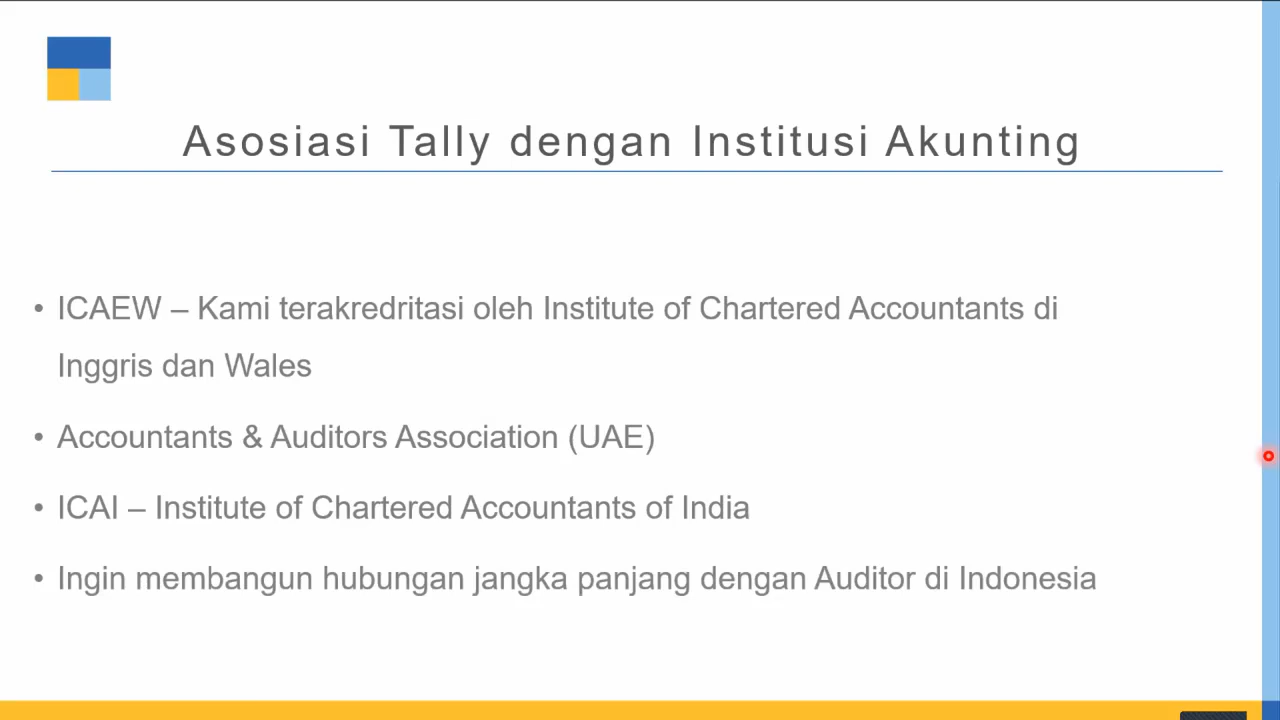 Asosiasi Tally dengan Institusi Akunting
• ICAEW – Kami terakredritasi oleh Institute of Chartered Accountants di
Inggris dan Wales
• Accountants & Auditors Association (UAE)
• ICAI – Institute of Chartered Accountants of India
• Ingin membangun hubungan jangka panjang dengan Auditor di Indonesia